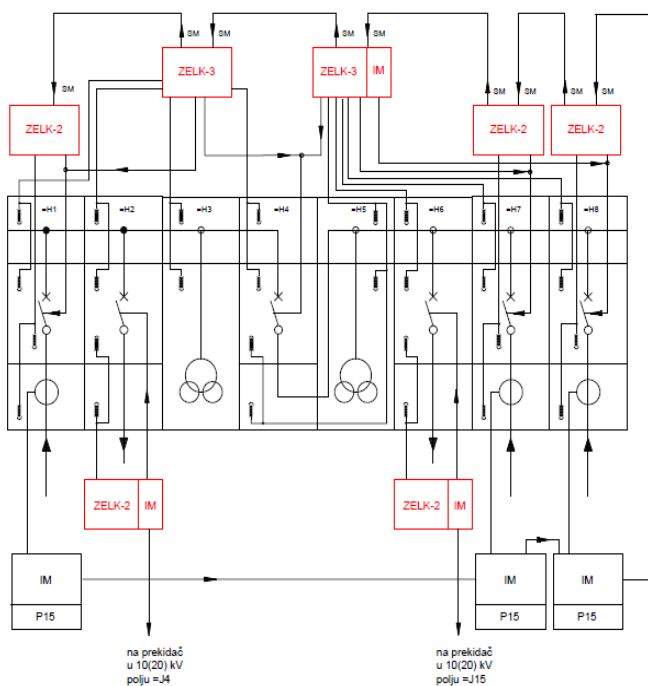 SM
SM
SM
SM
SM
SM
SM
SM
ZELK-3
ZELK-3
IM
SM
ZELK-2
SM
ZELK-2
SM
ZELK-2
=H1
=H2
=H3
=H4
=H5
=H6
=H7
=H8
ZELK-2
IM
ZELK-2
IM
IM
IM
IM
P15
P15
P15
na prekidač
u 10(20) kV
polju =J4
na prekidač
u 10(20) kV
polju =J15